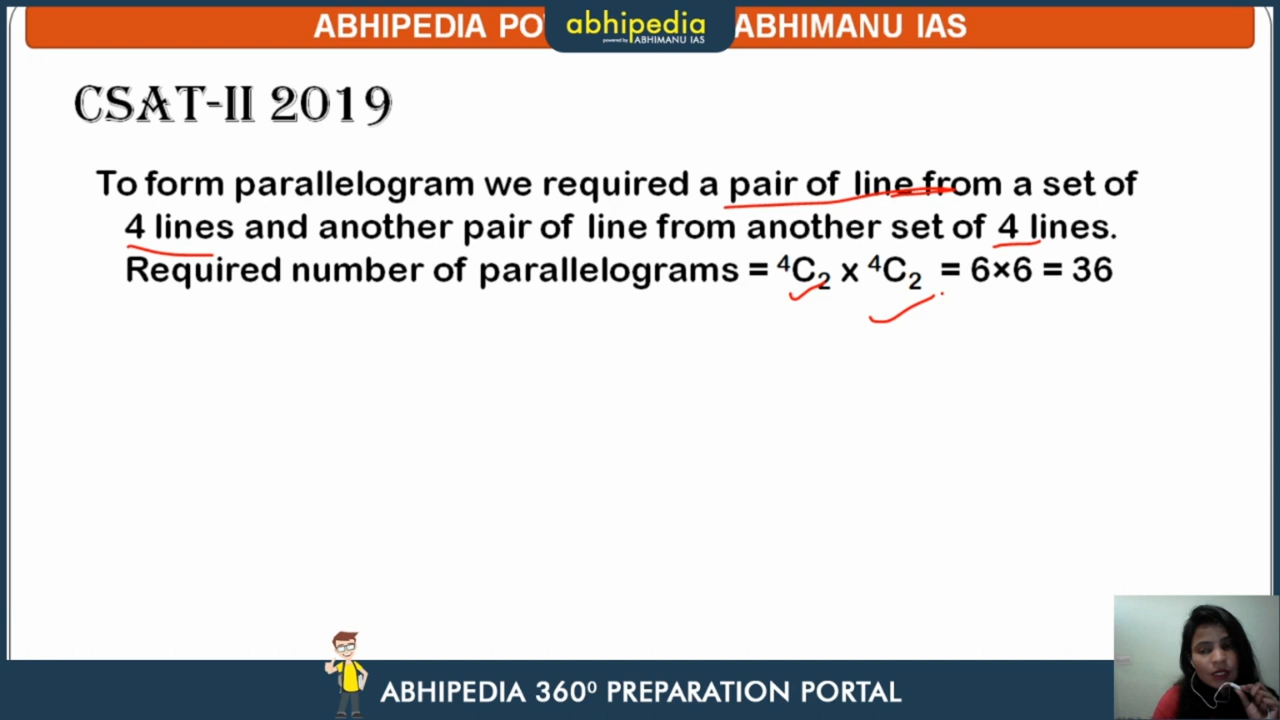 ABHIPEDIA PO
abhipedia
powered by ABHIMANU IAS
ABHIMANU IAS
CSAT-II 2019
To form parallelogram we required a pair of line from a set of
4 lines and another pair of line from another set of 4 lines.
Required number of parallelograms = ⁴C₂ x ⁴C₂ = 6×6 = 36
ABHIPEDIA 360⁰ PREPARATION PORTAL